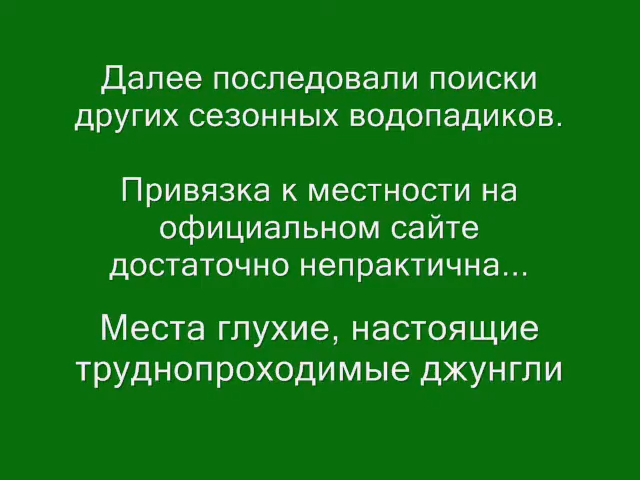 Далее последовали поиски
других сезонных водопадиков.
Привязка к местности на
официальном сайте
достаточно непрактична...
Места глухие, настоящие
труднопроходимые джунгли